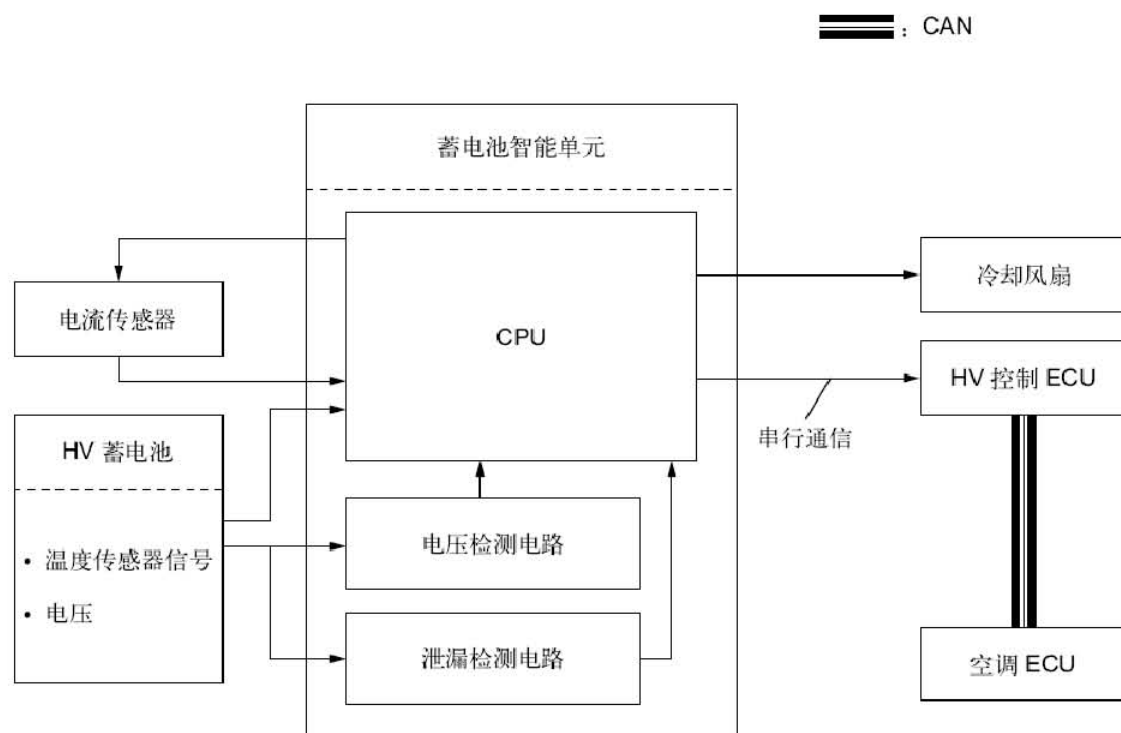 ：CAN
蓄电池智能单元
电流传感器
CPU
冷却风扇
HV 控制 ECU
串行通信
HV 蓄电池
• 温度传感器信号
• 电压
电压检测电路
泄漏检测电路
空调 ECU